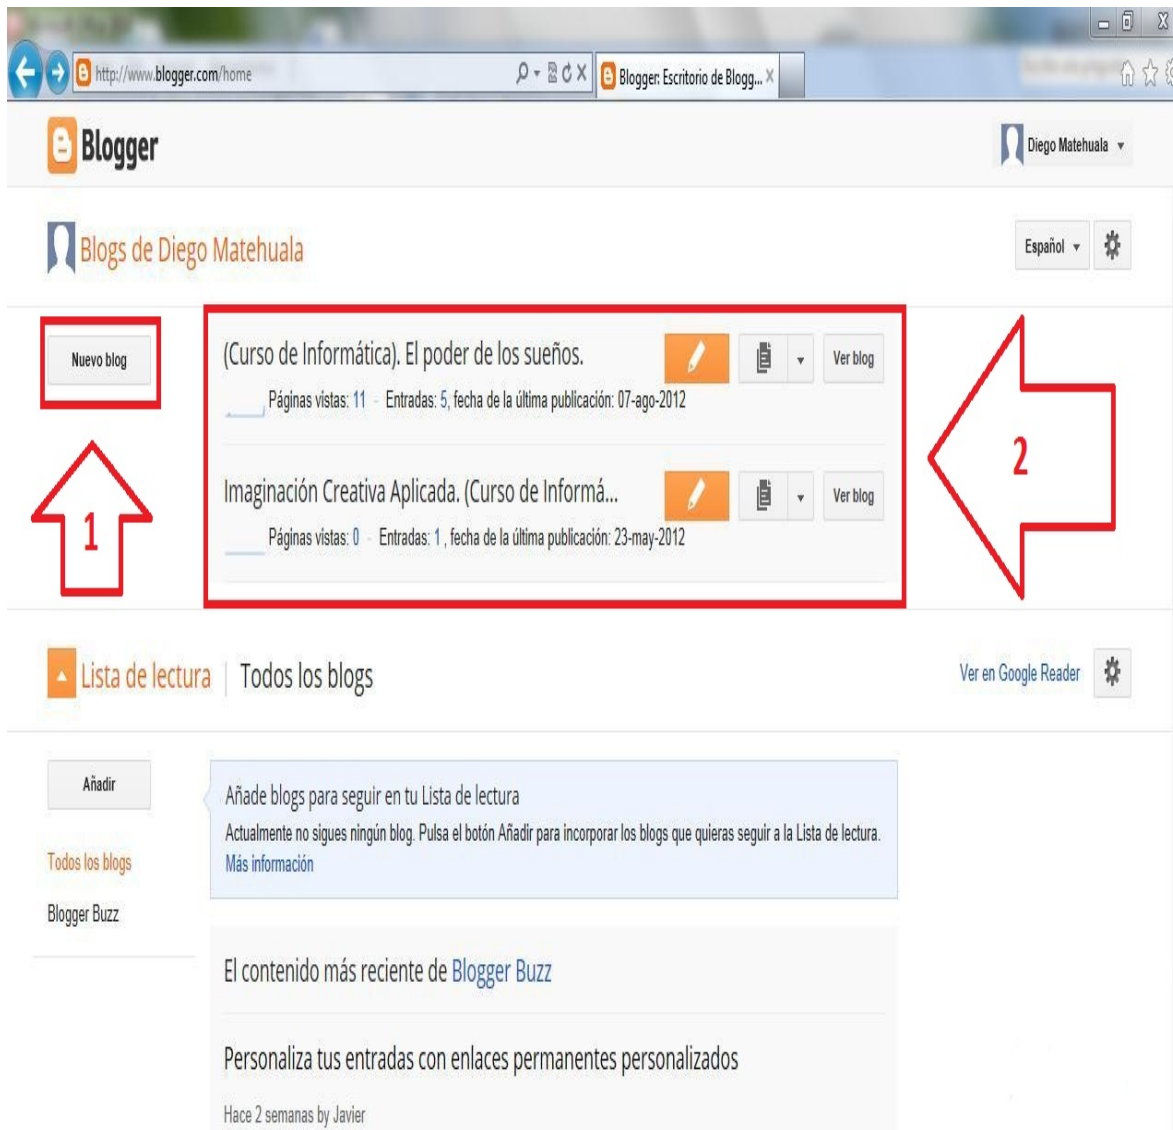 http://www.blogger.com/home
Blogger: Escritorio de Blogg...
Blogger
Diego Matehuala
Blogs de Diego Matehuala
Español
Nuevo blog
(Curso de Informática). El poder de los sueños.
Ver blog
Páginas vistas: 11 - Entradas: 5, fecha de la última publicación: 07-ago-2012
2
Imaginación Creativa Aplicada. (Curso de Informá...
Ver blog
1
Páginas vistas: 0 - Entradas: 1 , fecha de la última publicación: 23-may-2012
Lista de lectura | Todos los blogs
Ver en Google Reader
Añadir
Añade blogs para seguir en tu Lista de lectura
Actualmente no sigues ningún blog. Pulsa el botón Añadir para incorporar los blogs que quieras seguir a la Lista de lectura.
Más información
Todos los blogs
Blogger Buzz
El contenido más reciente de Blogger Buzz
Personaliza tus entradas con enlaces permanentes personalizados
Hace 2 semanas by Javier